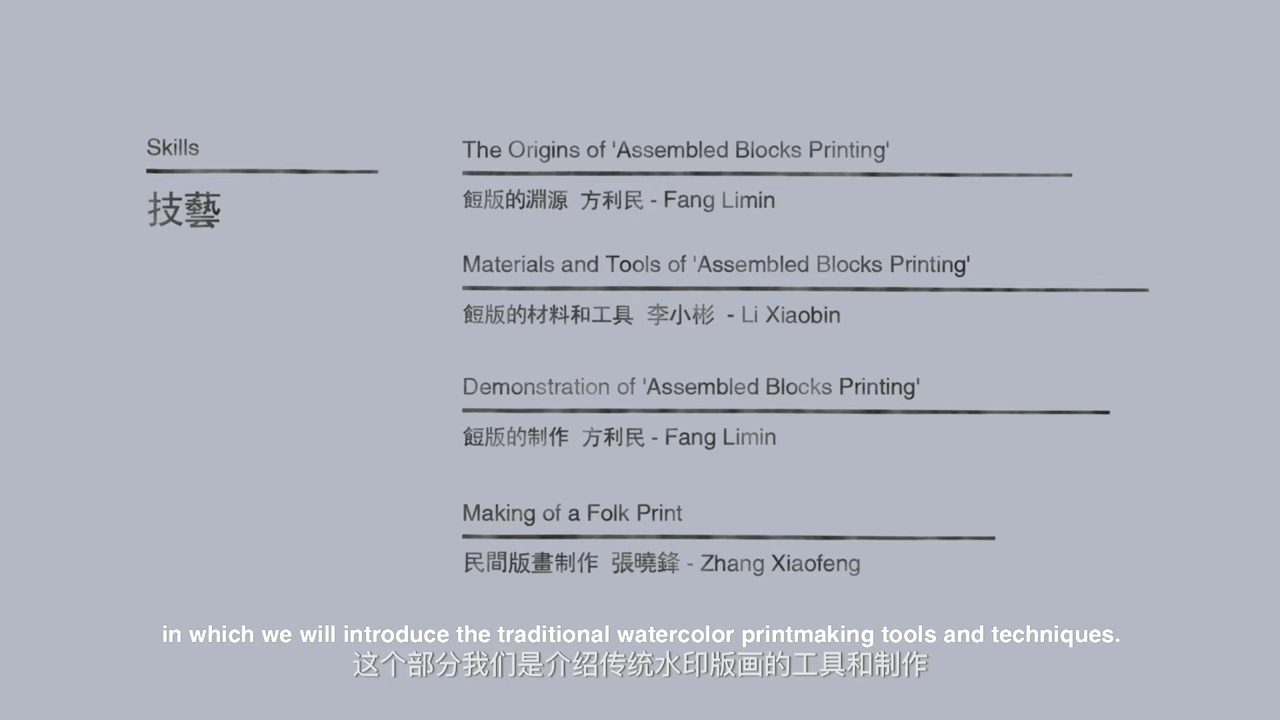 Skills
技藝
The Origins of 'Assembled Blocks Printing'
餖版的淵源 方利民 - Fang Limin
Materials and Tools of 'Assembled Blocks Printing'
餖版的材料和工具 李小彬 - Li Xiaobin
Demonstration of 'Assembled Blocks Printing'
餖版的制作 方利民 - Fang Limin
Making of a Folk Print
民間版畫制作 張曉鋒 - Zhang Xiaofeng
in which we will introduce the traditional watercolor printmaking tools and techniques.
这个部分我们是介绍传统水印版画的工具和制作